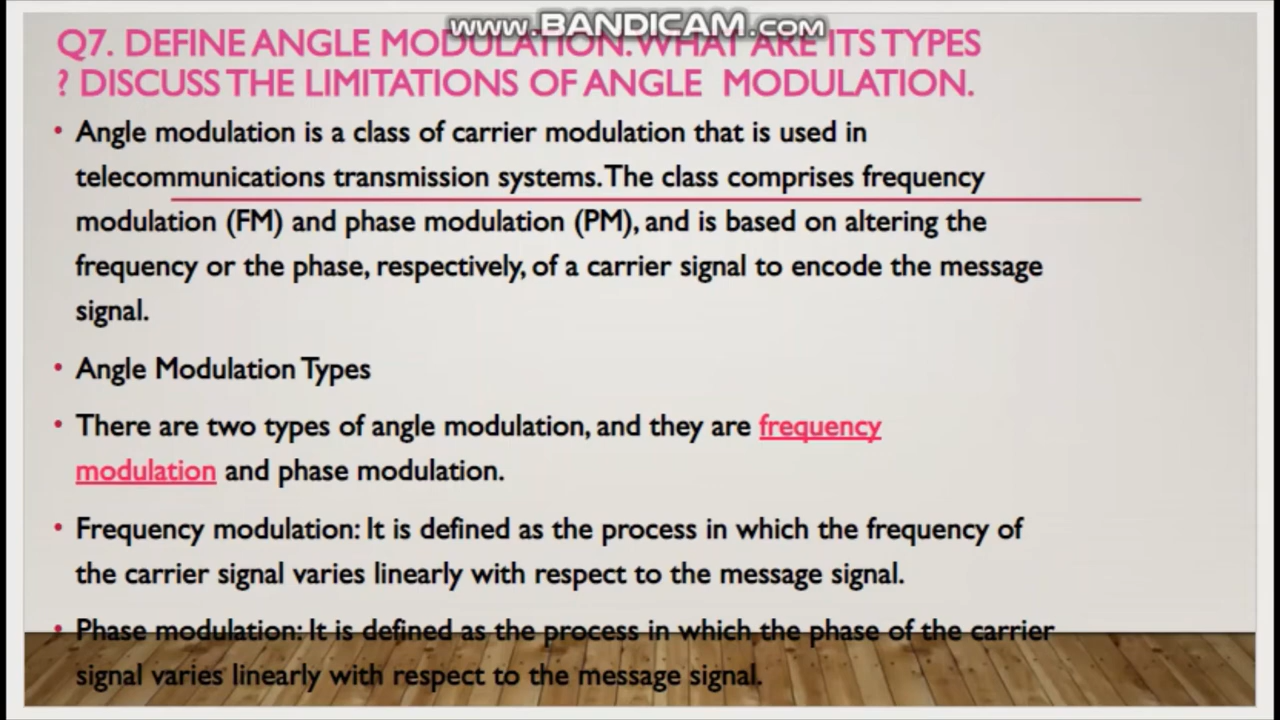 www.BANDICAM.com
Q7. DEFINE ANGLE MODULATION. WHAT ARE ITS TYPES
? DISCUSS THE LIMITATIONS OF ANGLE MODULATION.
• Angle modulation is a class of carrier modulation that is used in
telecommunications transmission systems. The class comprises frequency
modulation (FM) and phase modulation (PM), and is based on altering the
frequency or the phase, respectively, of a carrier signal to encode the message
signal.
• Angle Modulation Types
• There are two types of angle modulation, and they are frequency
modulation and phase modulation.
• Frequency modulation: It is defined as the process in which the frequency of
the carrier signal varies linearly with respect to the message signal.
• Phase modulation: It is defined as the process in which the phase of the carrier
signal varies linearly with respect to the message signal.